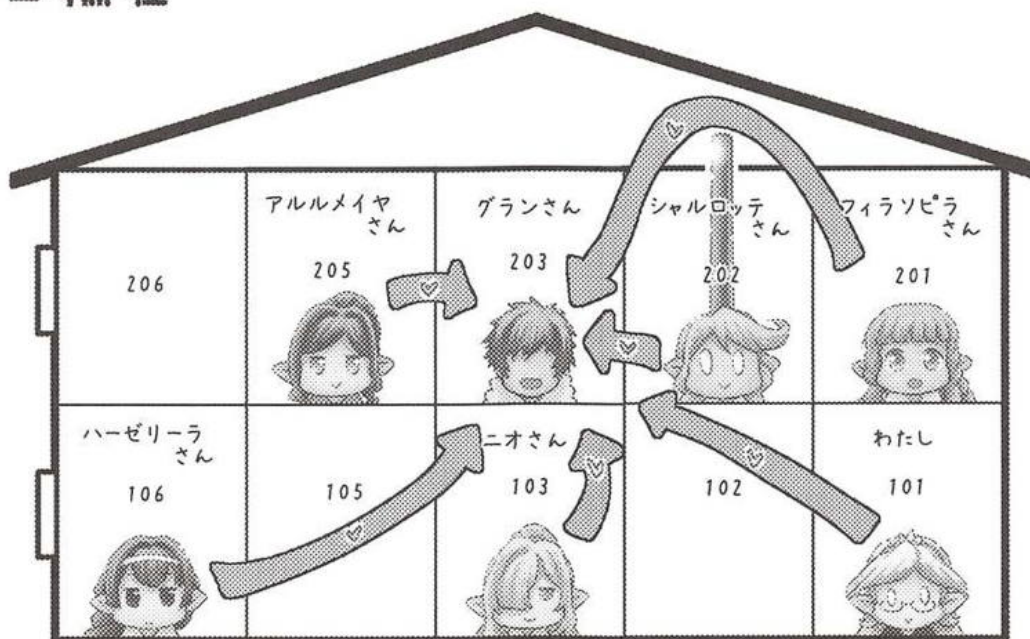 206
アルルメイヤ
さん
205
グランさん
203
シャルロッテ
さん
202
フィラソピラ
さん
201
ハーゼリーラ
さん
106
105
ニオさん
103
102
わたし
101